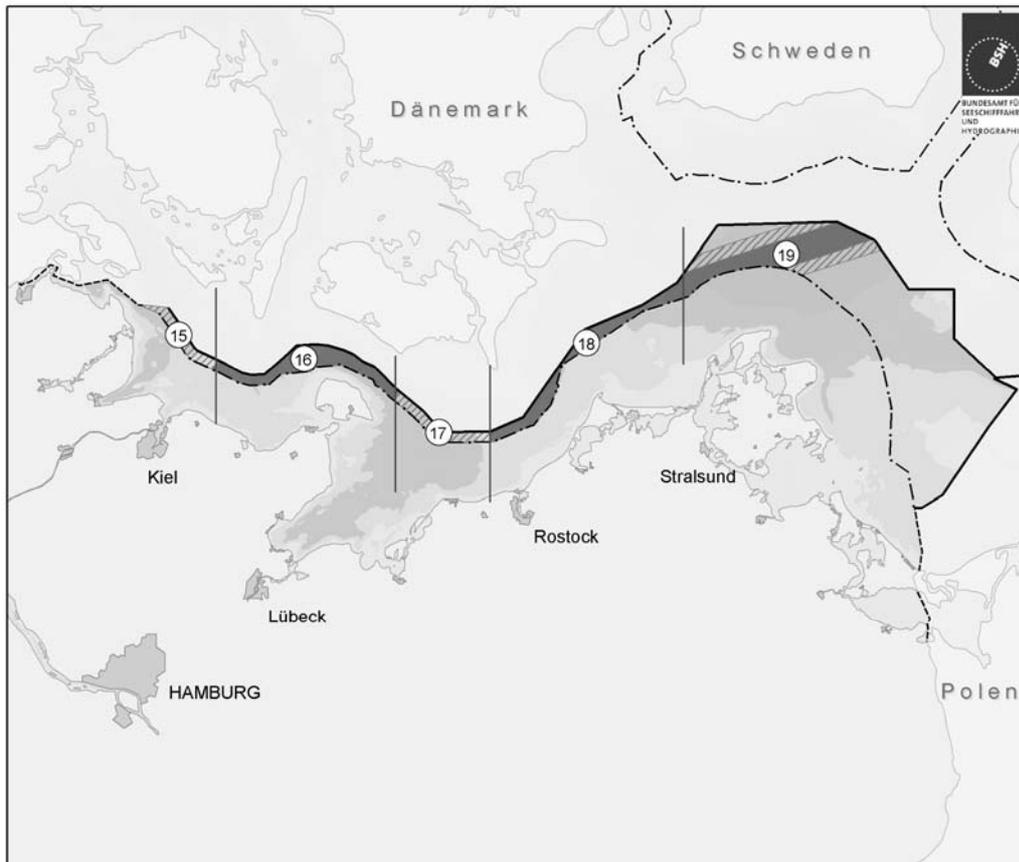 Schweden
BSH
BUNDESAMT FÜR
SEESCHIFFFAHRT
UND
HYDROGRAPHIE
Dänemark
19
15
18
16
17
Kiel
Stralsund
Rostock
Lübeck
HAMBURG
Polen